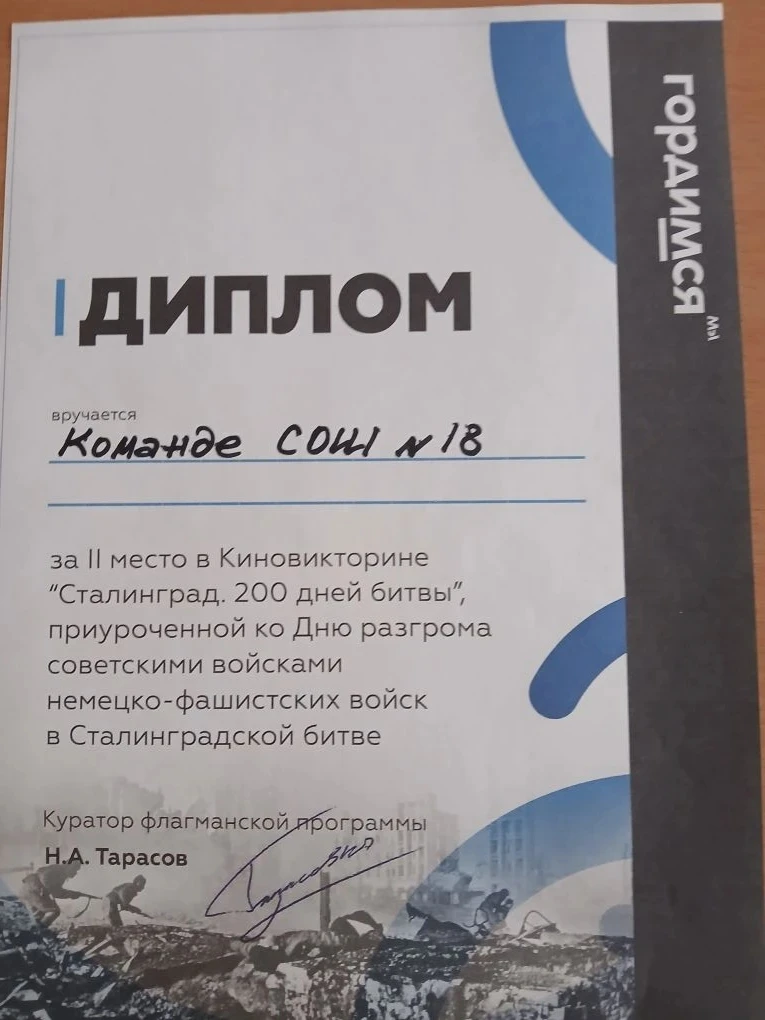 МЫ
ГОРДИМСЯ
ДИПЛОМ
вручается
Команде СОШ № 18
за II место в Киновикторине
“Сталинград. 200 дней битвы”,
приуроченной ко Дню разгрома
советскими войсками
немецко-фашистских войск
в Сталинградской битве
Куратор флагманской программы
Н.А. Тарасов